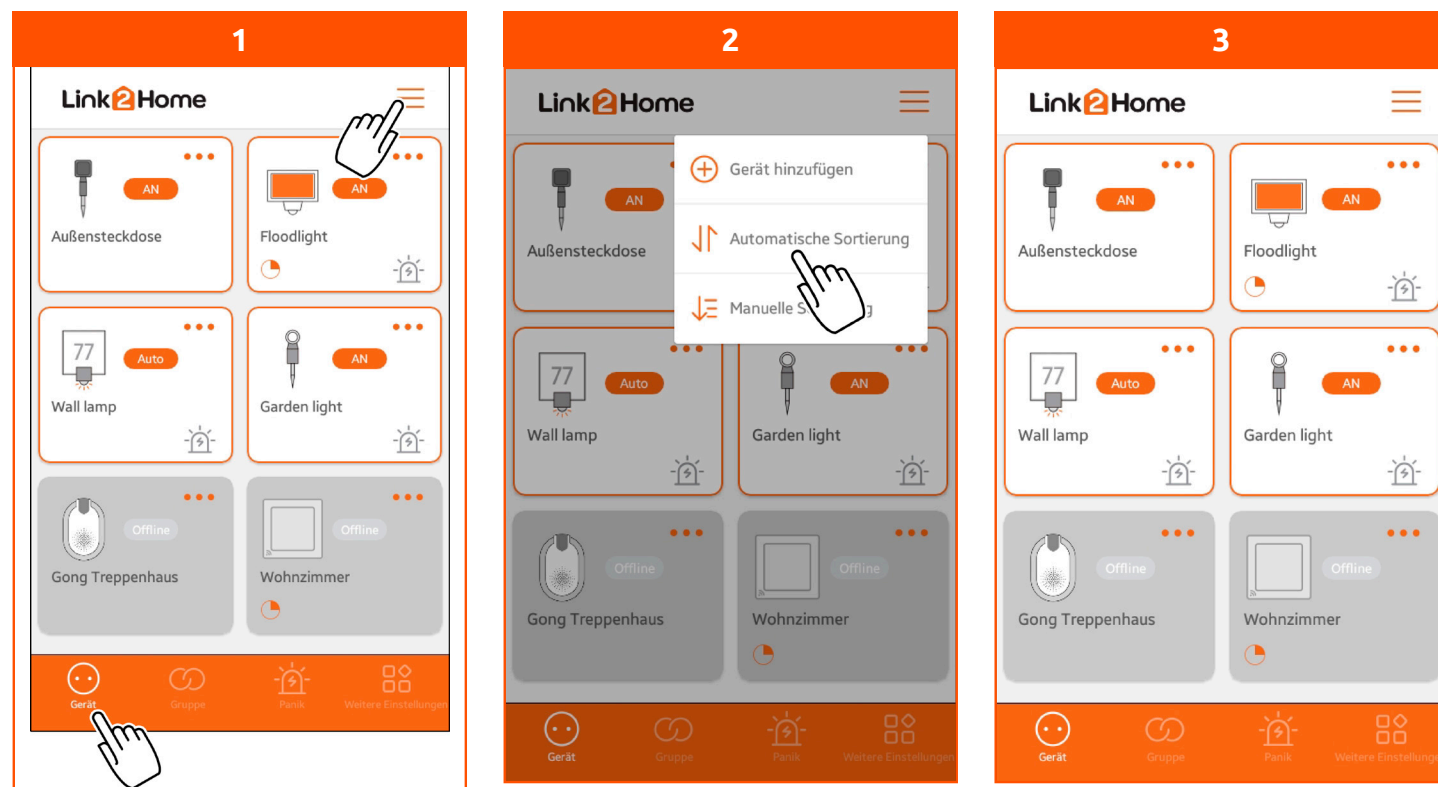 1
Link2Home
AN
Außensteckdose
AN
Floodlight
77
Auto
Wall lamp
AN
Garden light
Offline
Gong Treppenhaus
Offline
Wohnzimmer
Gerät
Gruppe
Panik
Weitere Einstellungen
2
Link2Home
Gerät hinzufügen
Automatische Sortierung
Manuelle
AN
Außensteckdose
77
Auto
Wall lamp
AN
Garden light
Offline
Gong Treppenhaus
Offline
Wohnzimmer
Gerät
Gruppe
Panik
Weitere Einstellungen
3
Link2Home
AN
Außensteckdose
AN
Floodlight
77
Auto
Wall lamp
AN
Garden light
Offline
Gong Treppenhaus
Offline
Wohnzimmer
Gerät
Gruppe
Panik
Weitere